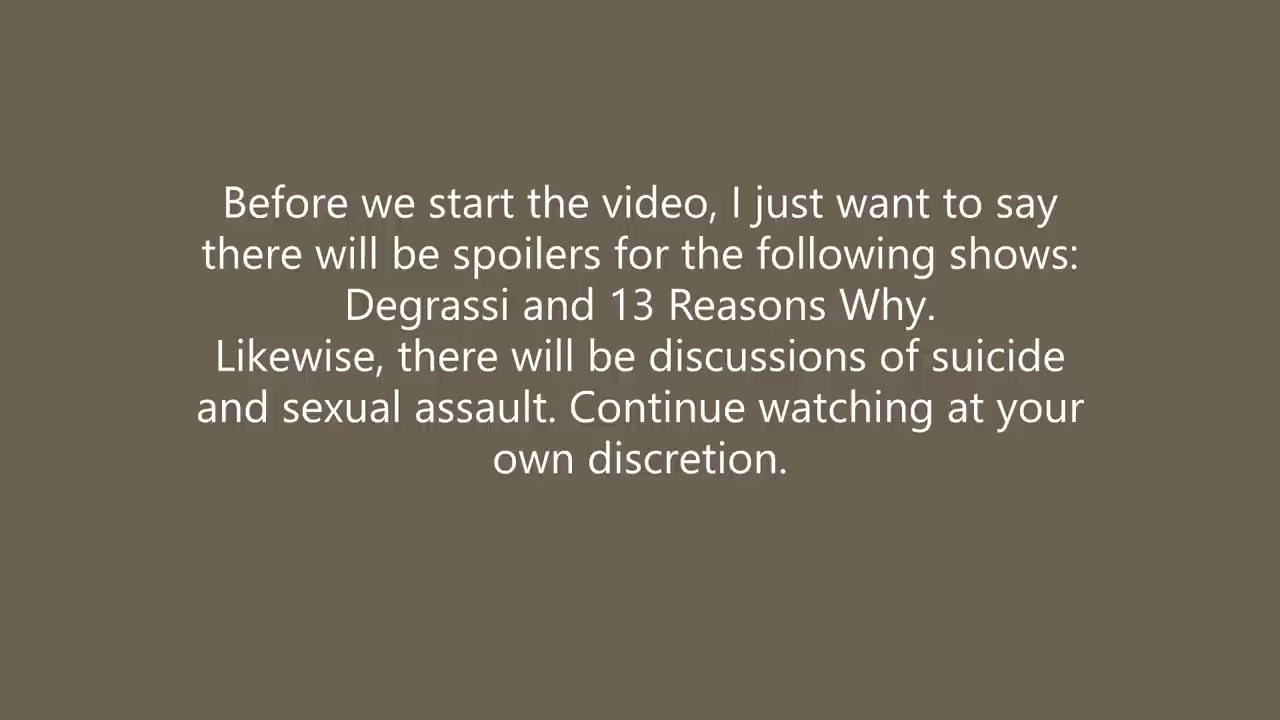 Before we start the video, I just want to say
there will be spoilers for the following shows:
Degrassi and 13 Reasons Why.
Likewise, there will be discussions of suicide
and sexual assault. Continue watching at your
own discretion.